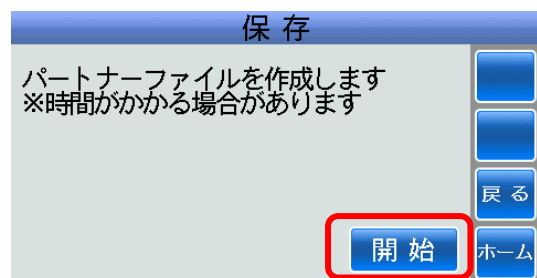 保存
パートナーファイルを作成します
※時間がかかる場合があります
戻る
開始
ホーム